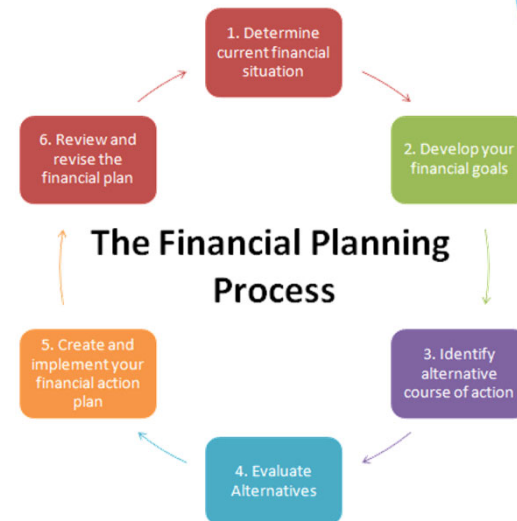 1. Determine
current financial
situation
2. Develop your
financial goals
3. Identify
alternative
course of action
4. Evaluate
Alternatives
5. Create and
implement your
financial action
plan
6. Review and
revise the
financial plan
The Financial Planning
Process